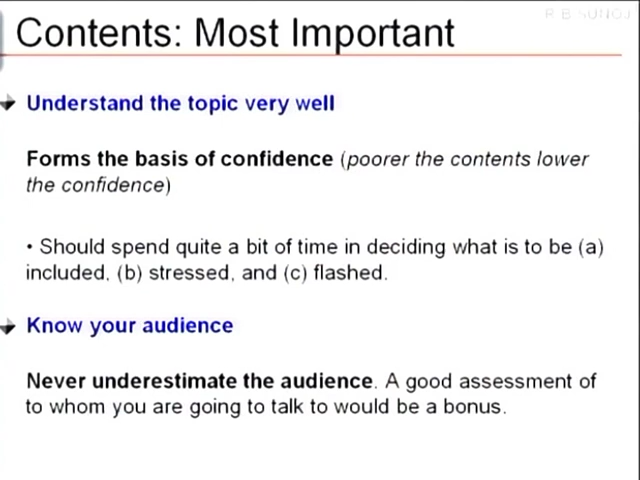 R B SUNOJ
Contents: Most Important
Understand the topic very well
Forms the basis of confidence (poorer the contents lower
the confidence)
• Should spend quite a bit of time in deciding what is to be (a)
included, (b) stressed, and (c) flashed.
Know your audience
Never underestimate the audience. A good assessment of
to whom you are going to talk to would be a bonus.